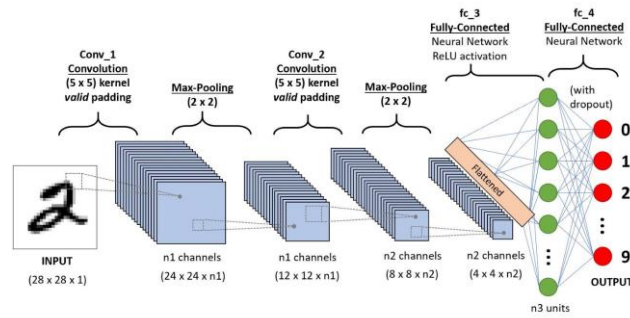 Conv_1
Convolution
(5 x 5) kernel
valid padding
Max-Pooling
(2 x 2)
Conv_2
Convolution
(5 x 5) kernel
valid padding
Max-Pooling
(2 x 2)
fc_3
Fully-Connected
Neural Network
ReLU activation
fc_4
Fully-Connected
Neural Network
(with
dropout)
Flattened
0
1
2
...
9
2
INPUT
(28 x 28 x 1)
n1 channels
(24 x 24 x n1)
n1 channels
(12 x 12 x n1)
n2 channels
(8 x 8 x n2)
n2 channels
(4 x 4 x n2)
n3 units
OUTPUT